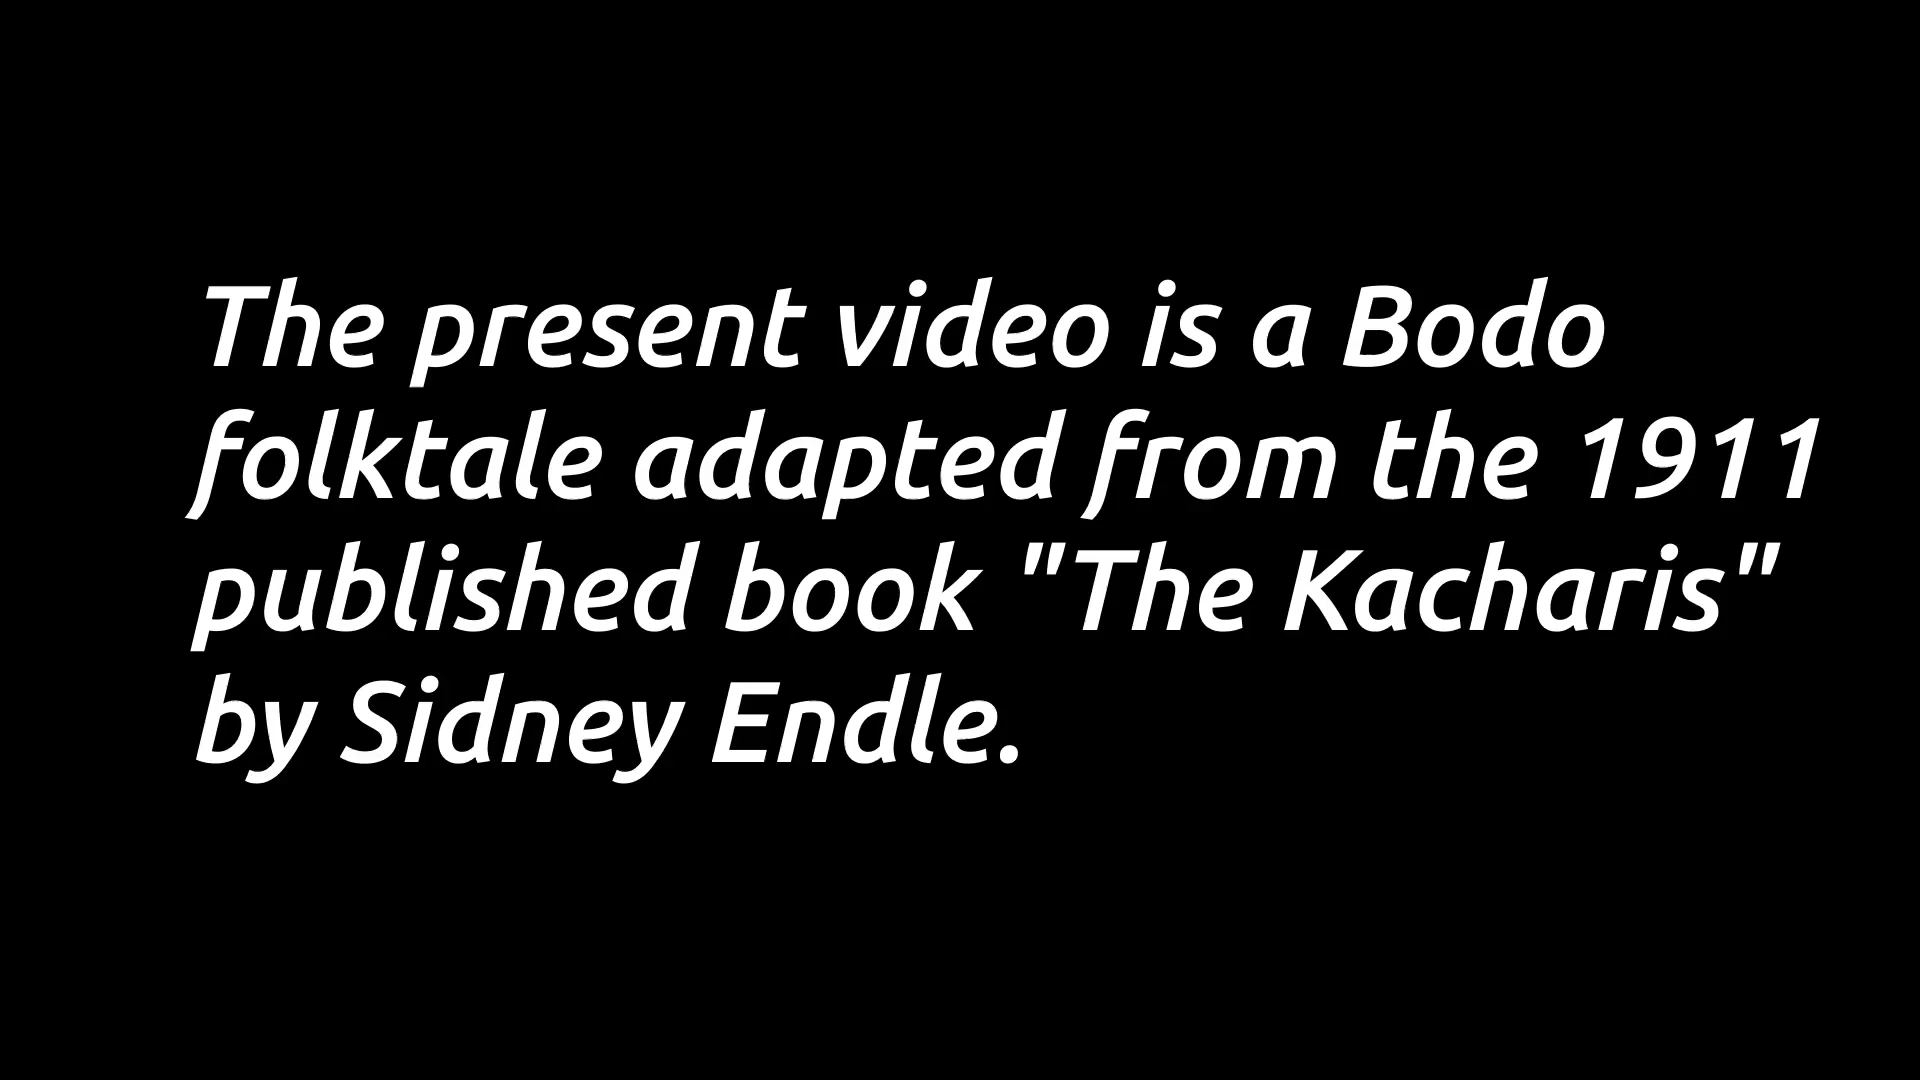 The present video is a Bodo
folktale adapted from the 1911
published book "The Kacharis"
by Sidney Endle.